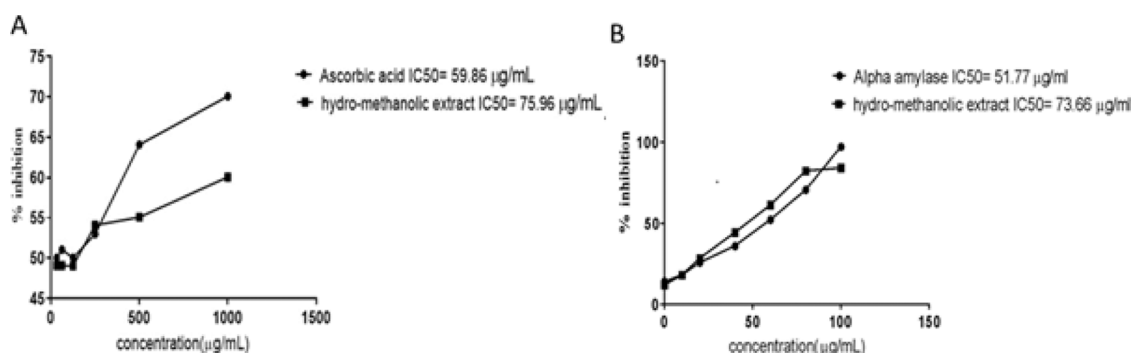 A
75
70
65
60
55
50
45
% inhibition
0
500
1000
1500
concentration(μg/mL)
Ascorbic acid IC50= 59.86 μg/mL
hydro-methanolic extract IC50= 75.96 μg/mL
B
150
100
50
0
% inhibition
0
50
100
150
concentration(μg/mL)
Alpha amylase IC50= 51.77 μg/ml
hydro-methanolic extract IC50= 73.66 μg/ml